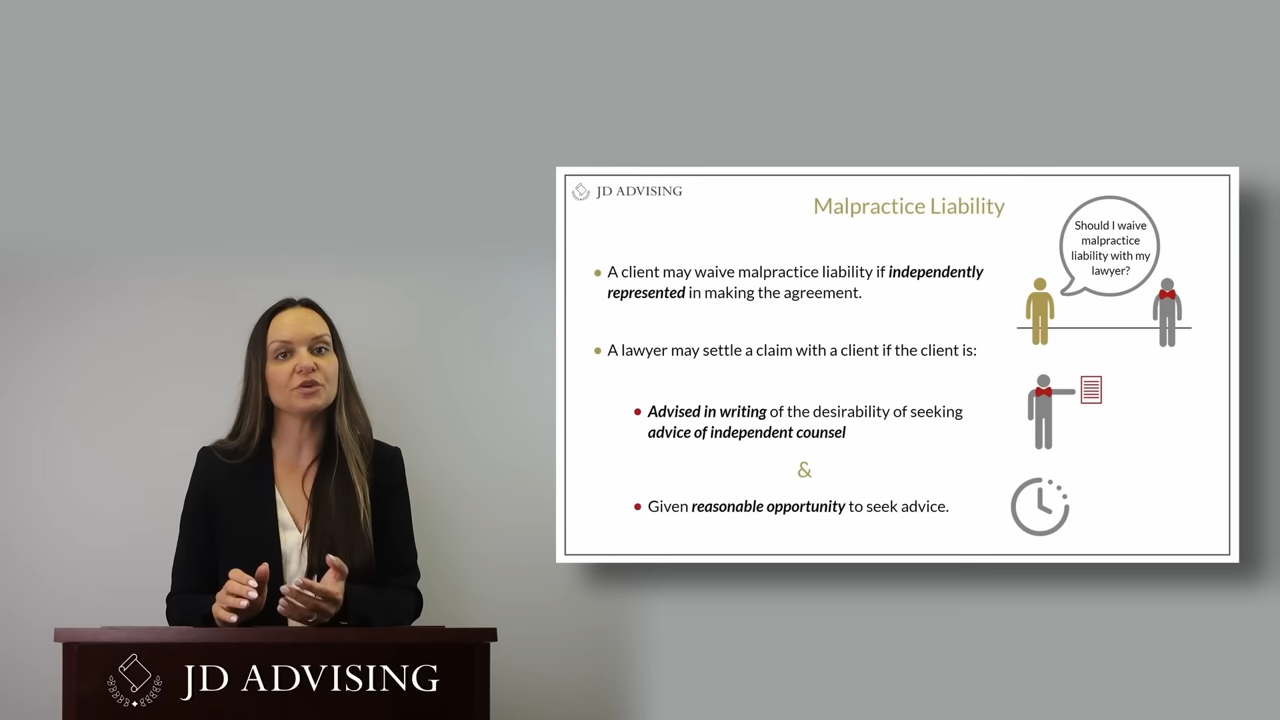 JD ADVISING
Malpractice Liability
Should I waive
malpractice
liability with my
lawyer?
A client may waive malpractice liability if independently
represented in making the agreement.
A lawyer may settle a claim with a client if the client is:
Advised in writing of the desirability of seeking
advice of independent counsel
&
Given reasonable opportunity to seek advice.
JD ADVISING